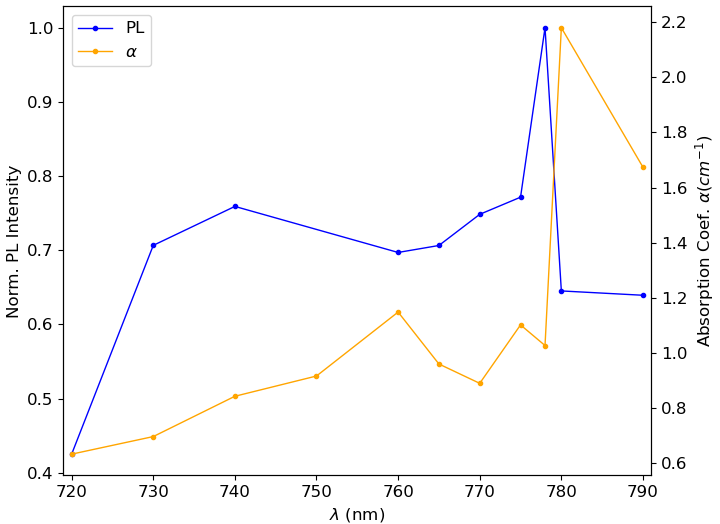 PL
α
1.0
0.9
0.8
0.7
0.6
0.5
0.4
Norm. PL Intensity
2.2
2.0
1.8
1.6
1.4
1.2
1.0
0.8
0.6
Absorption Coef. α(cm⁻¹)
720 730 740 750 760 770 780 790
λ (nm)